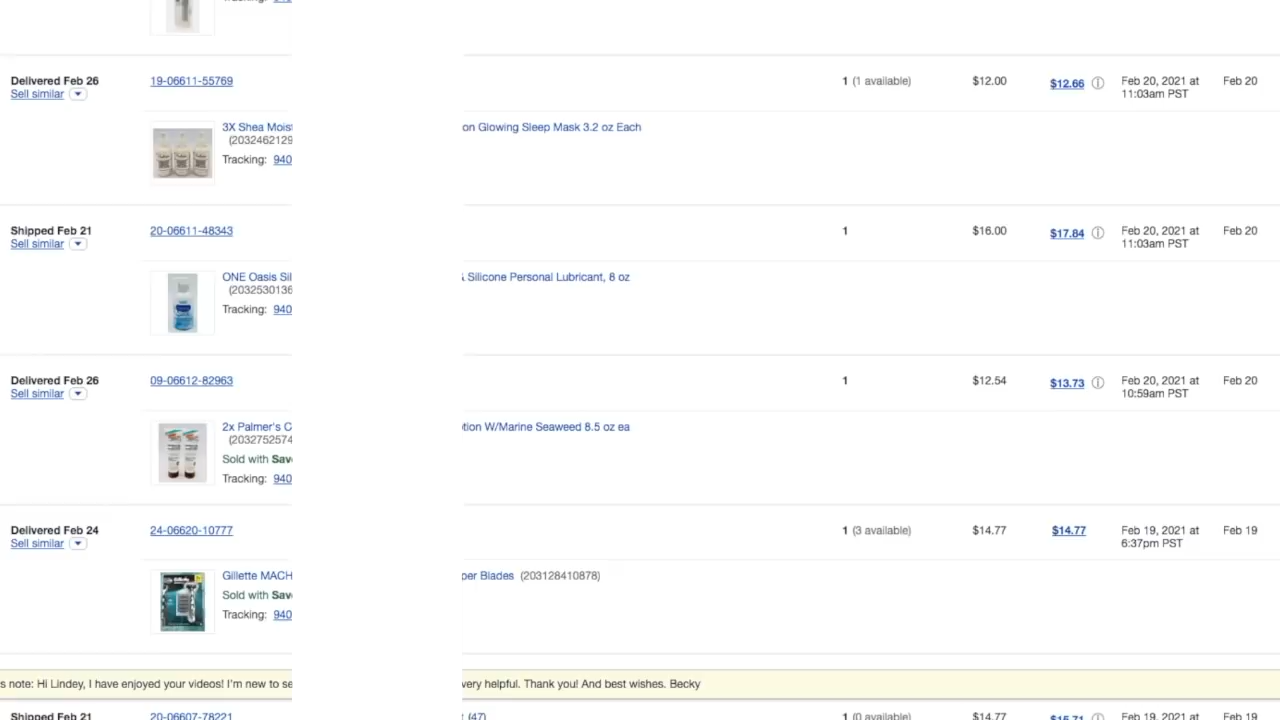 Delivered Feb 26 19-06611-55769 1 (1 available) $12.00 $12.66 Feb 20, 2021 at Feb 20
Sell similar 11:03am PST
3X Shea Moist on Glowing Sleep Mask 3.2 oz Each
(2032462129
Tracking: 940
Shipped Feb 21 20-06611-48343 1 $16.00 $17.84 Feb 20, 2021 at Feb 20
Sell similar 11:03am PST
ONE Oasis Sil & Silicone Personal Lubricant, 8 oz
(2032530136
Tracking: 940
Delivered Feb 26 09-06612-82963 1 $12.54 $13.73 Feb 20, 2021 at Feb 20
Sell similar 10:59am PST
2x Palmer's C tion W/Marine Seaweed 8.5 oz ea
(2032752574
Sold with Save
Tracking: 940
Delivered Feb 24 24-06620-10777 1 (3 available) $14.77 $14.77 Feb 19, 2021 at Feb 19
Sell similar 6:37pm PST
Gillette MACH per Blades (203128410878)
Sold with Save
Tracking: 940
s note: Hi Lindey, I have enjoyed your videos! I'm new to se very helpful. Thank you! And best wishes. Becky
Shipped Feb 21 20-06607-78221 (47) 1 (0 available) $14.77 $15.71 Feb 19, 2021 at Feb 19